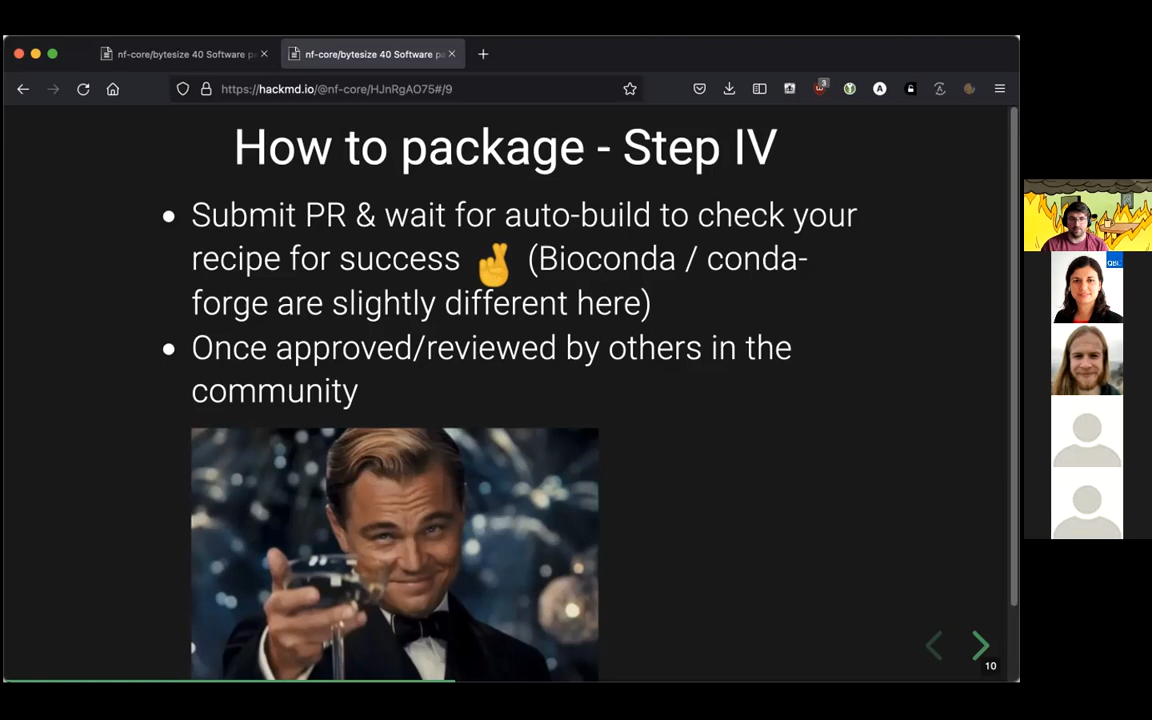 nf-core/bytesize 40 Software pa
nf-core/bytesize 40 Software pa
https://hackmd.io/@nf-core/HJnRgAO75#/9
3
A
How to package - Step IV
• Submit PR & wait for auto-build to check your
recipe for success 🤞 (Bioconda / conda-
forge are slightly different here)
• Once approved/reviewed by others in the
community
10